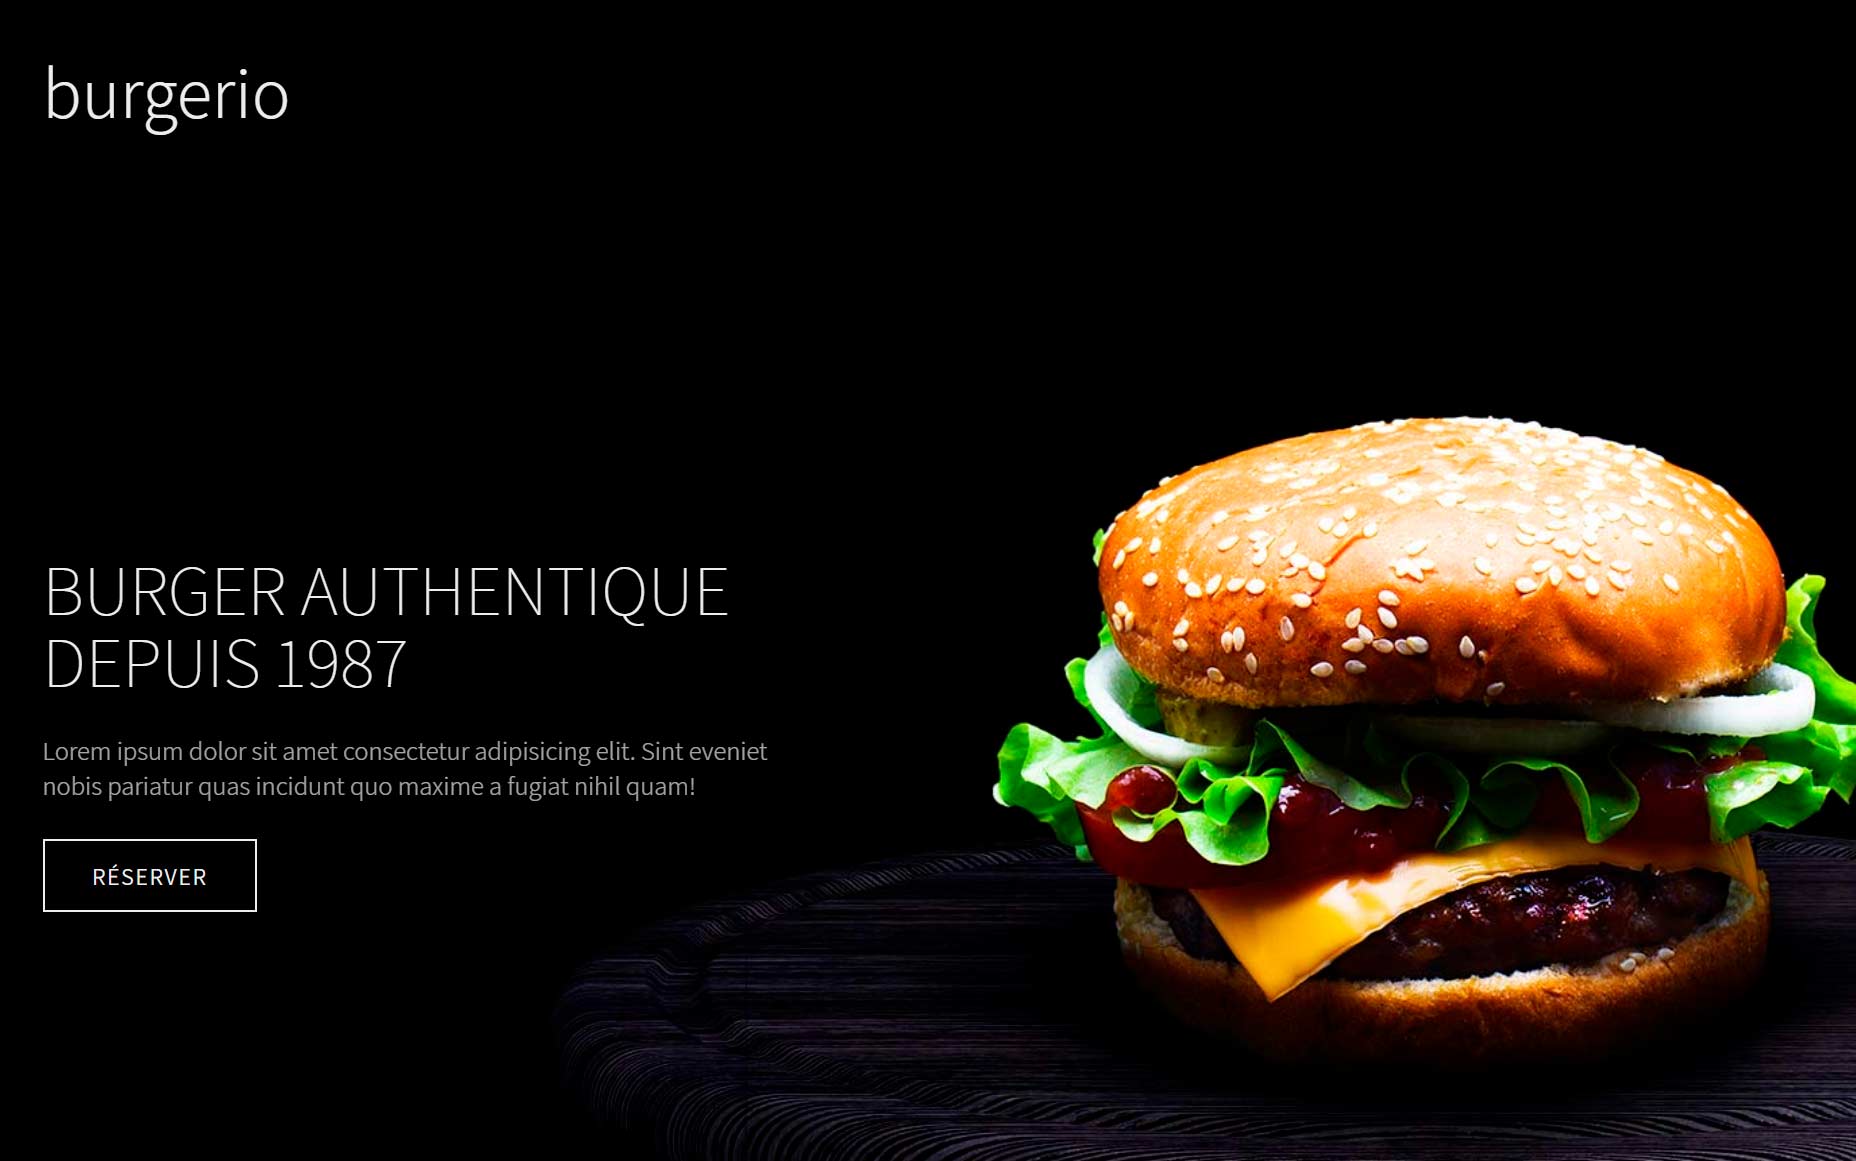 burgerio
BURGER AUTHENTIQUE
DEPUIS 1987
Lorem ipsum dolor sit amet consectetur adipisicing elit. Sint eveniet
nobis pariatur quas incidunt quo maxime a fugiat nihil quam!
RÉSERVER